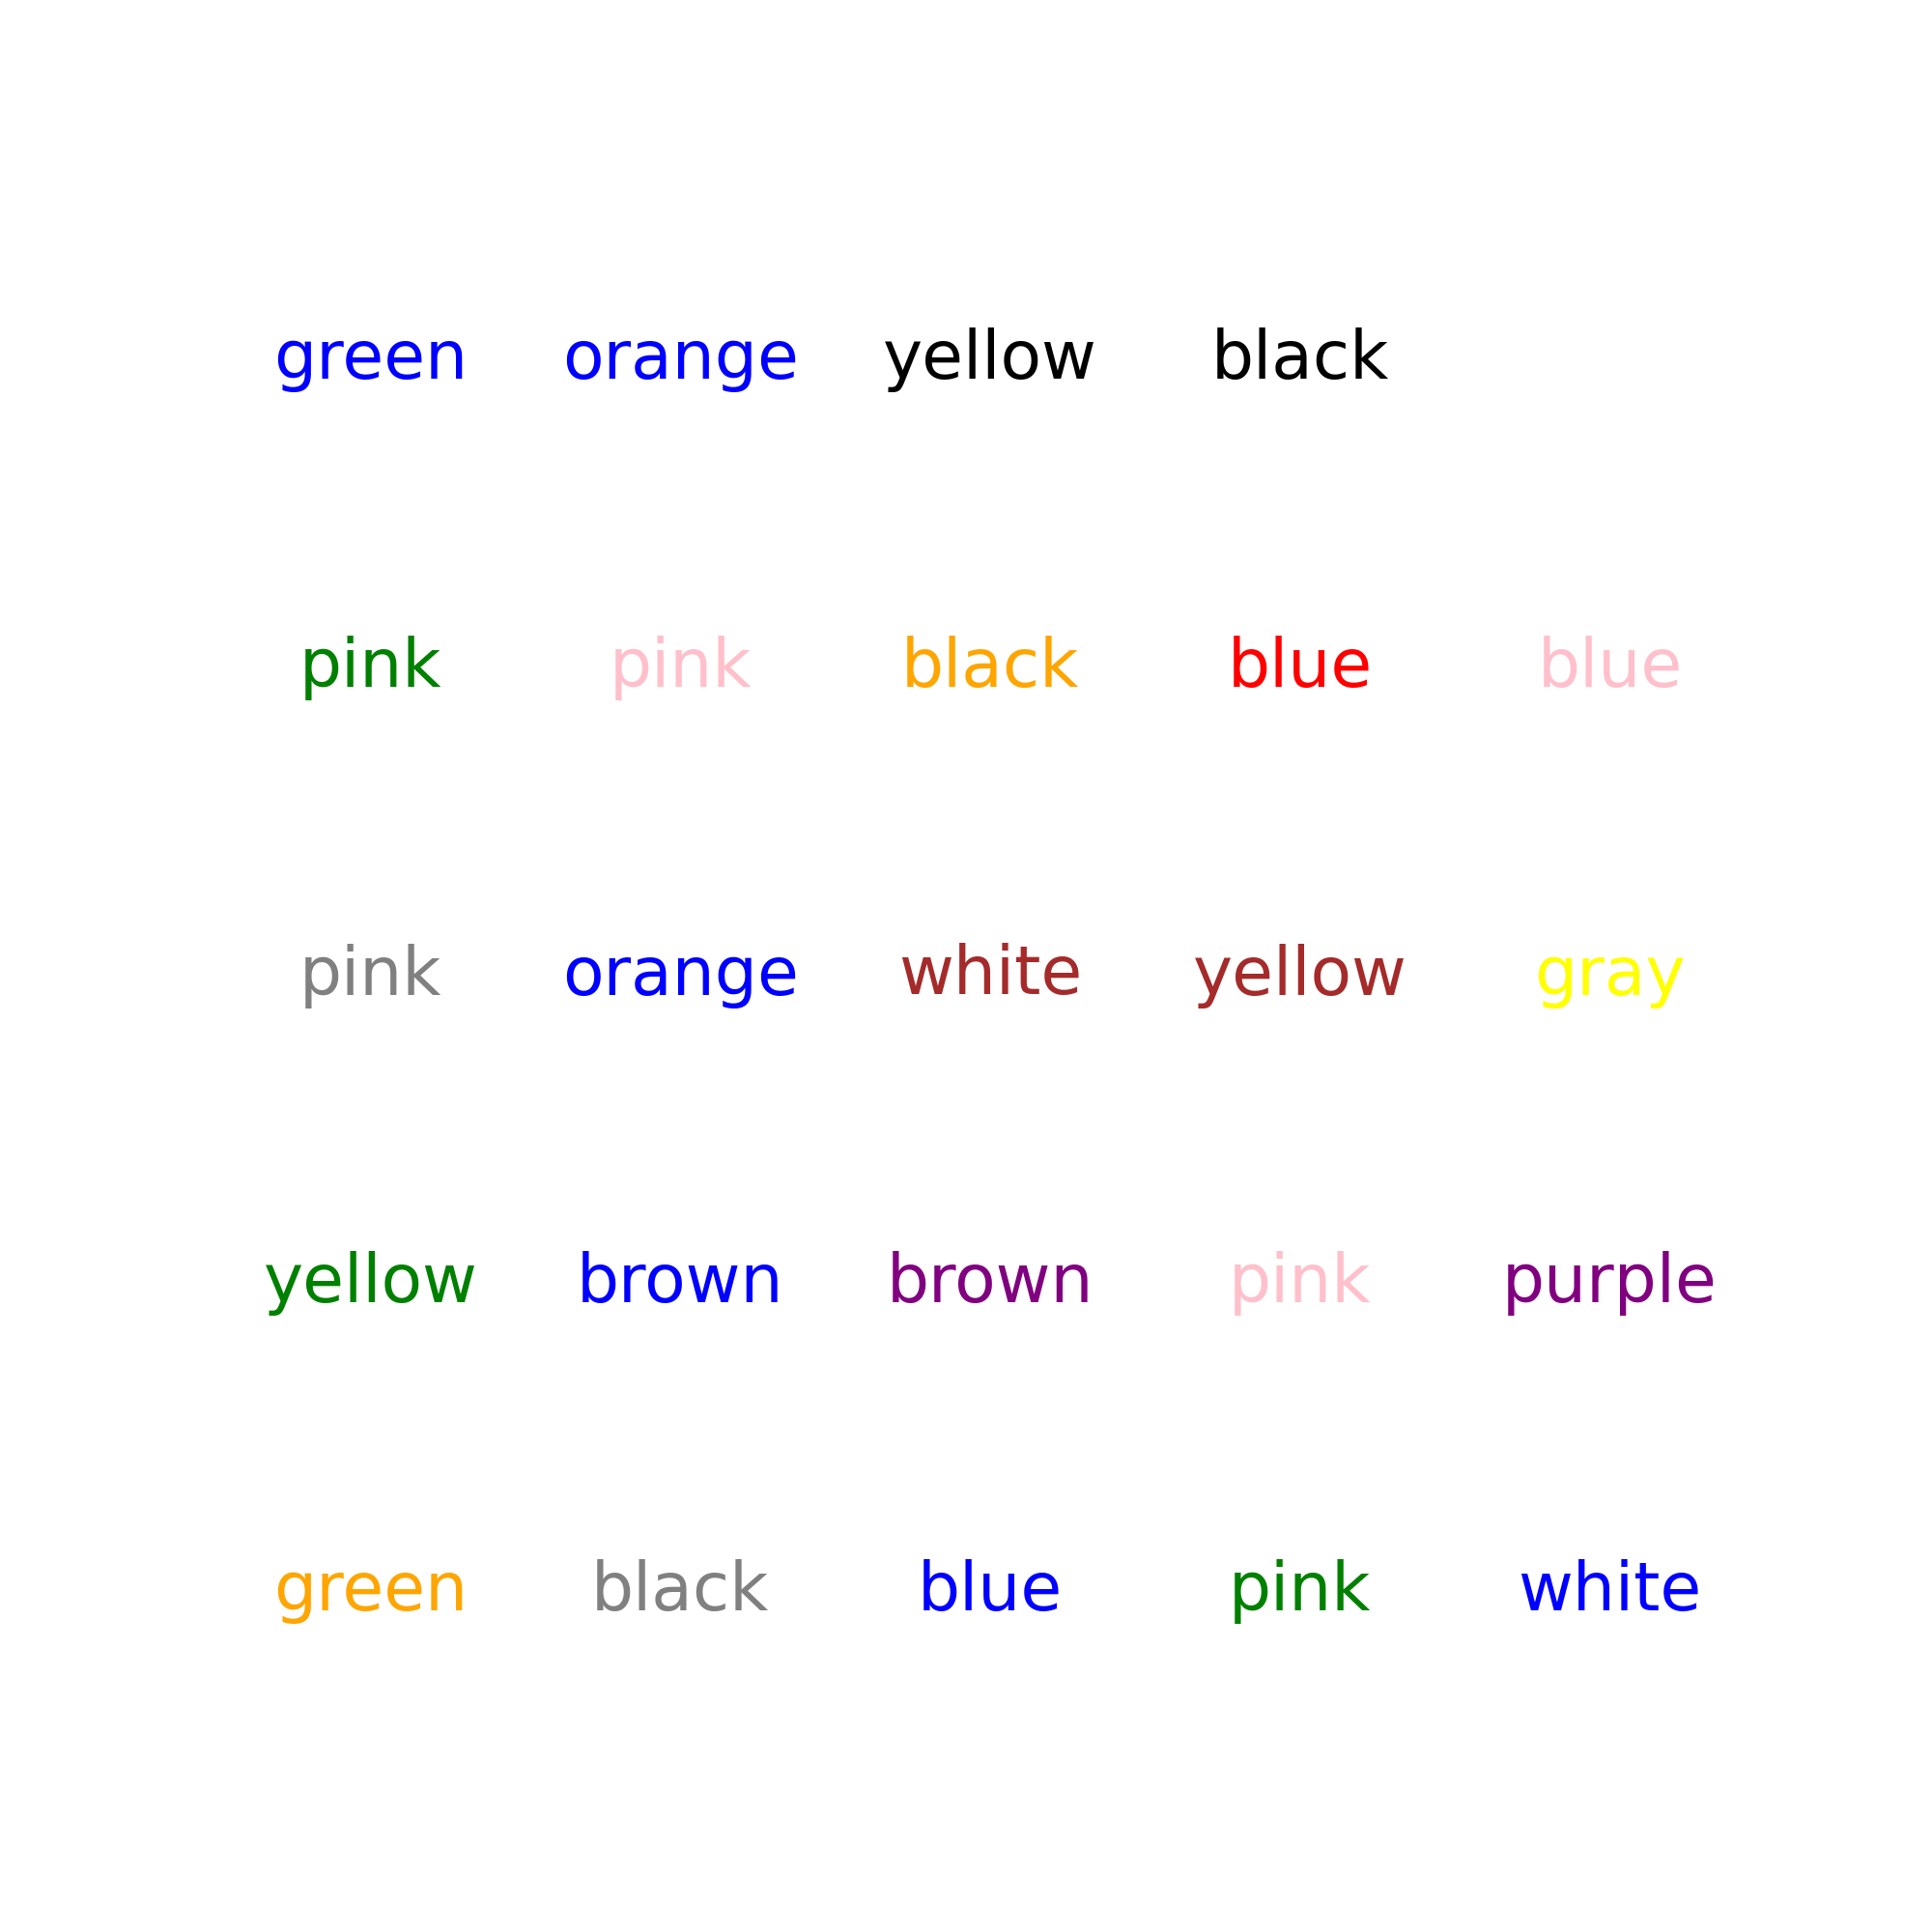 green orange yellow black
pink pink black blue blue
pink orange white yellow gray
yellow brown brown pink purple
green black blue pink white